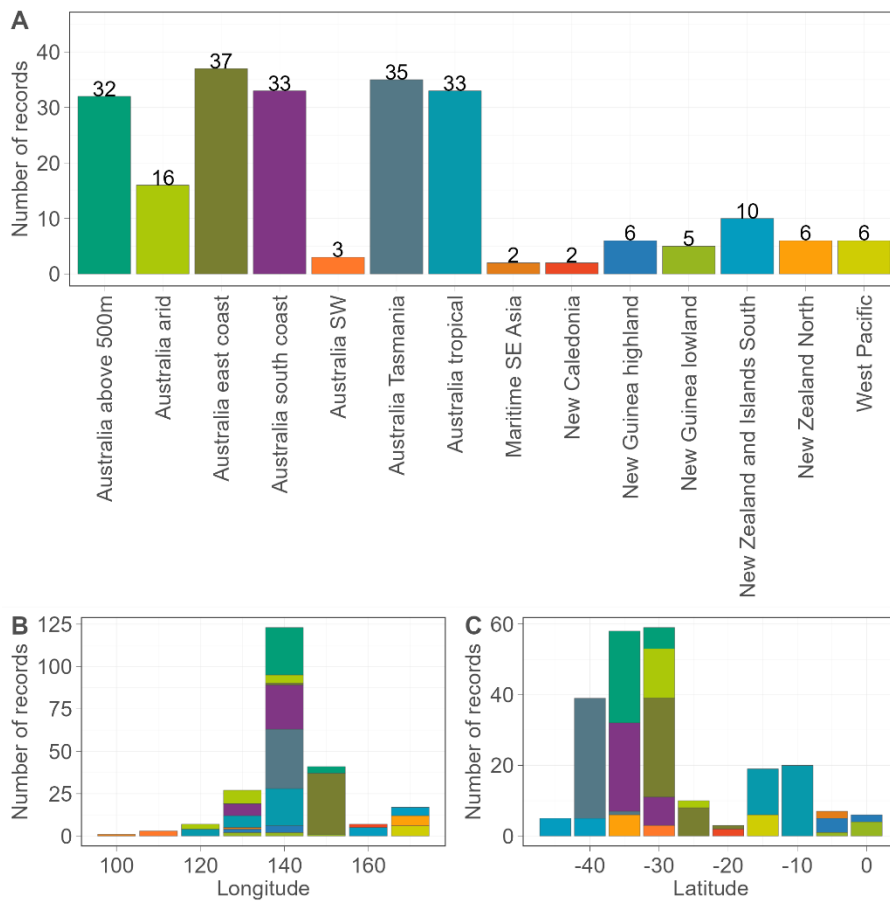 A
Number of records
40
30
20
10
0
32
16
37
33
3
35
33
2
2
6
5
10
6
6
Australia above 500m
Australia arid
Australia east coast
Australia south coast
Australia SW
Australia Tasmania
Australia tropical
Maritime SE Asia
New Caledonia
New Guinea highland
New Guinea lowland
New Zealand and Islands South
New Zealand North
West Pacific
B
Number of records
125
100
75
50
25
0
100
120
140
160
Longitude
C
Number of records
60
40
20
0
-40
-30
-20
-10
0
Latitude